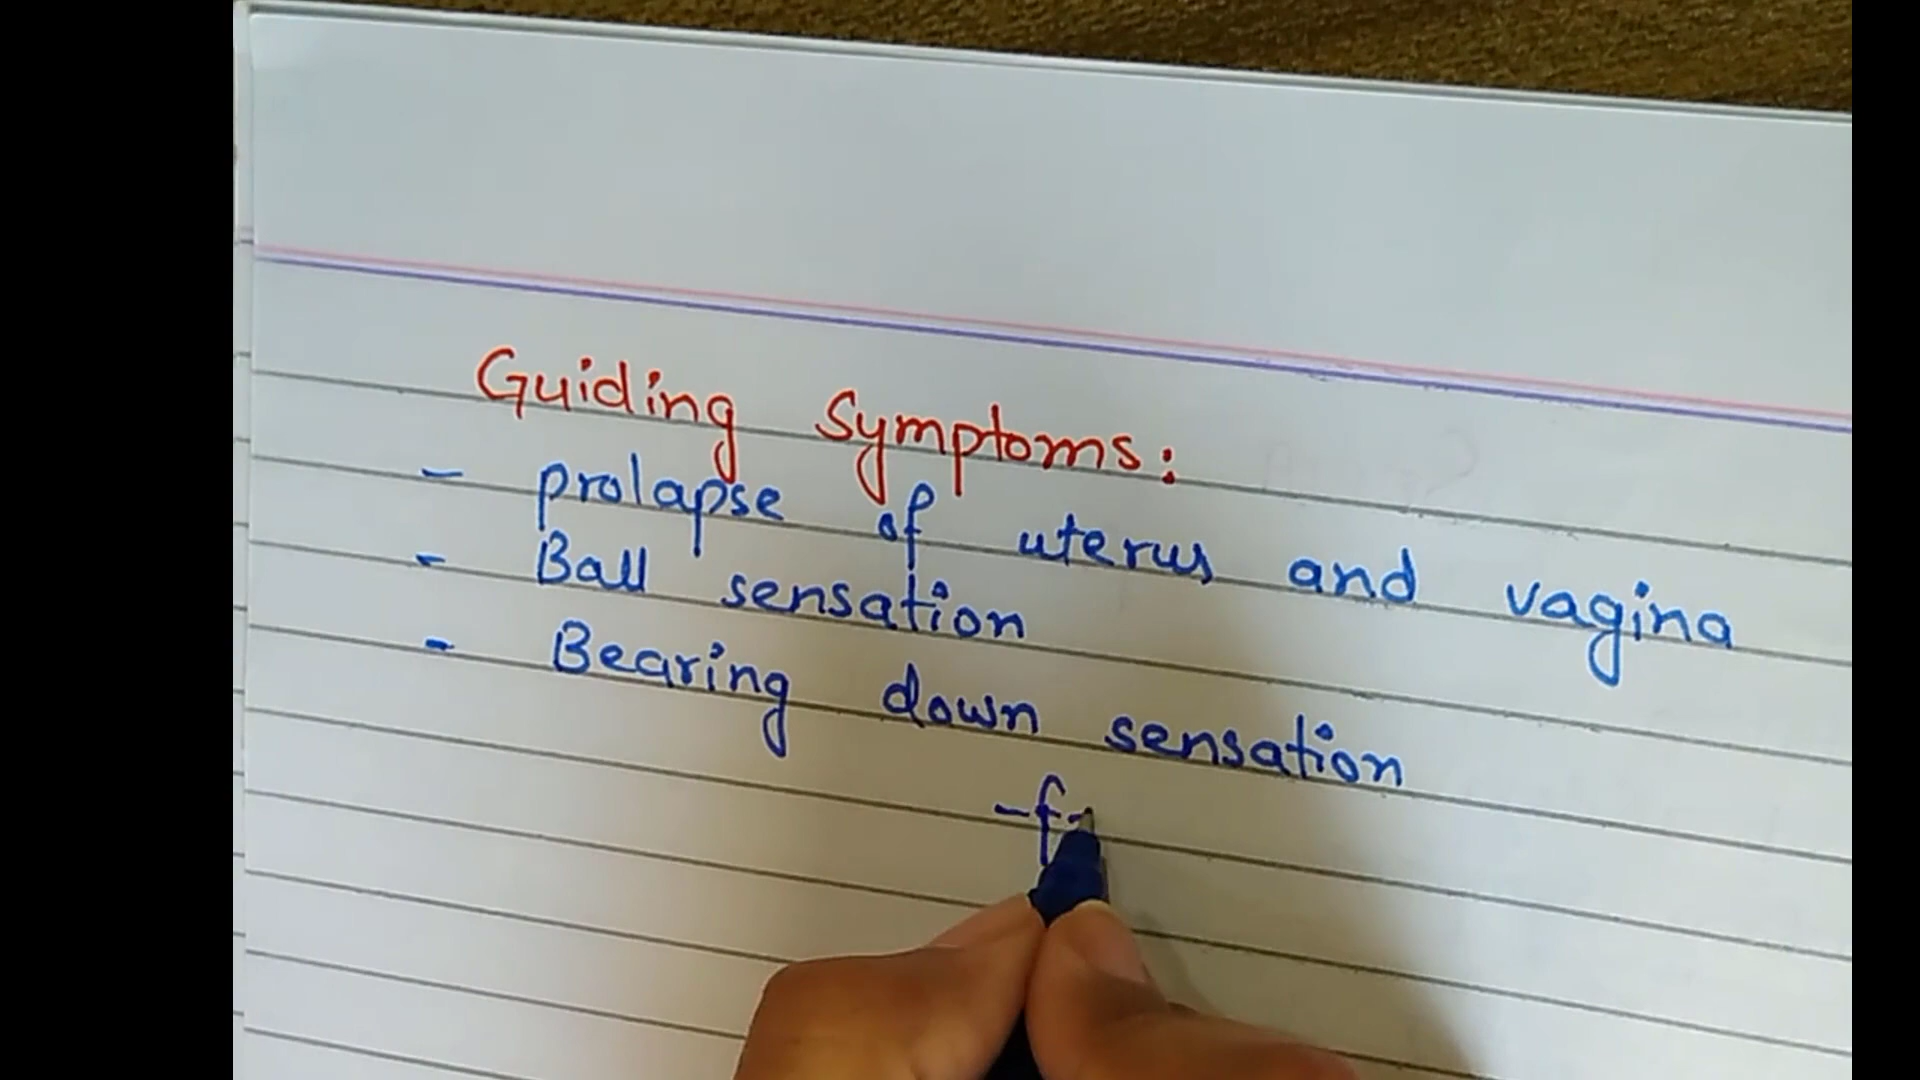 Guiding Symptoms:
- prolapse of uterus and vagina
- Ball sensation
- Bearing down sensation